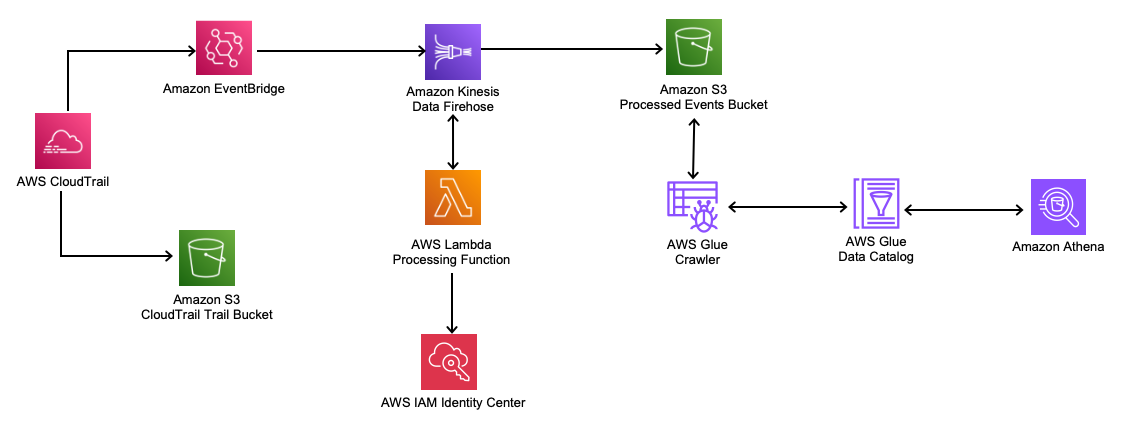 Amazon EventBridge
Amazon Kinesis
Data Firehose
Amazon S3
Processed Events Bucket
AWS CloudTrail
AWS Lambda
Processing Function
AWS Glue
Crawler
AWS Glue
Data Catalog
Amazon Athena
Amazon S3
CloudTrail Trail Bucket
AWS IAM Identity Center